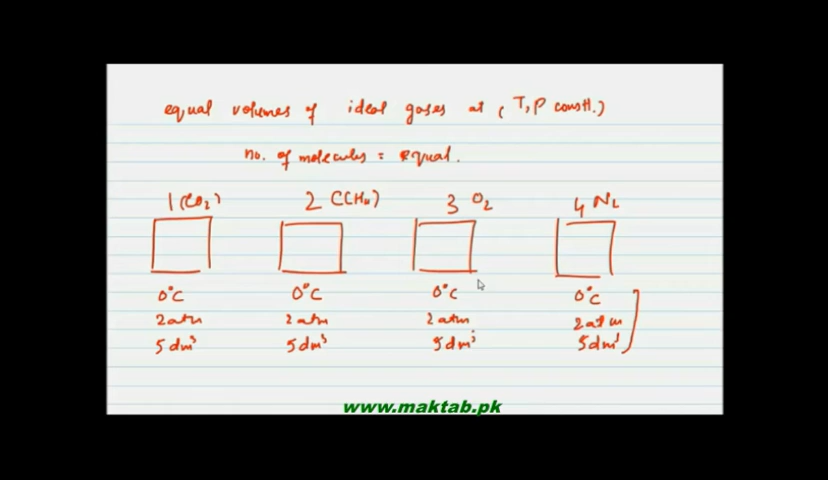 equal volumes of ideal gases at ( T, P constt.)
no. of molecules = equal.
1 (CO2) 2 C(H4) 3 O2 4 N2
0°C 0°C 0°C 0°C
2 atm 2 atm 2 atm 2 atm
5 dm³ 5 dm³ 5 dm³ 5 dm³
www.maktab.pk